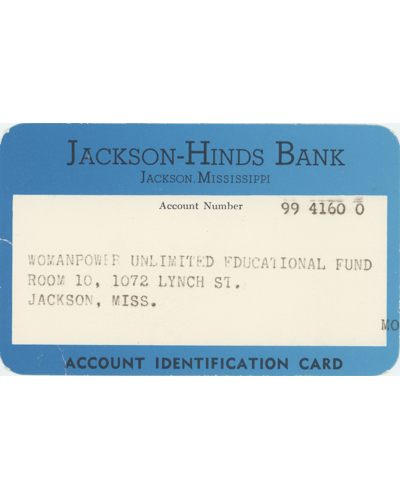 JACKSON-HINDS BANK
JACKSON, MISSISSIPPI
Account Number 99 4160 0
WOMANPOWER UNLIMITED EDUCATIONAL FUND
ROOM 10, 1072 LYNCH ST.
JACKSON, MISS.
MO
ACCOUNT IDENTIFICATION CARD